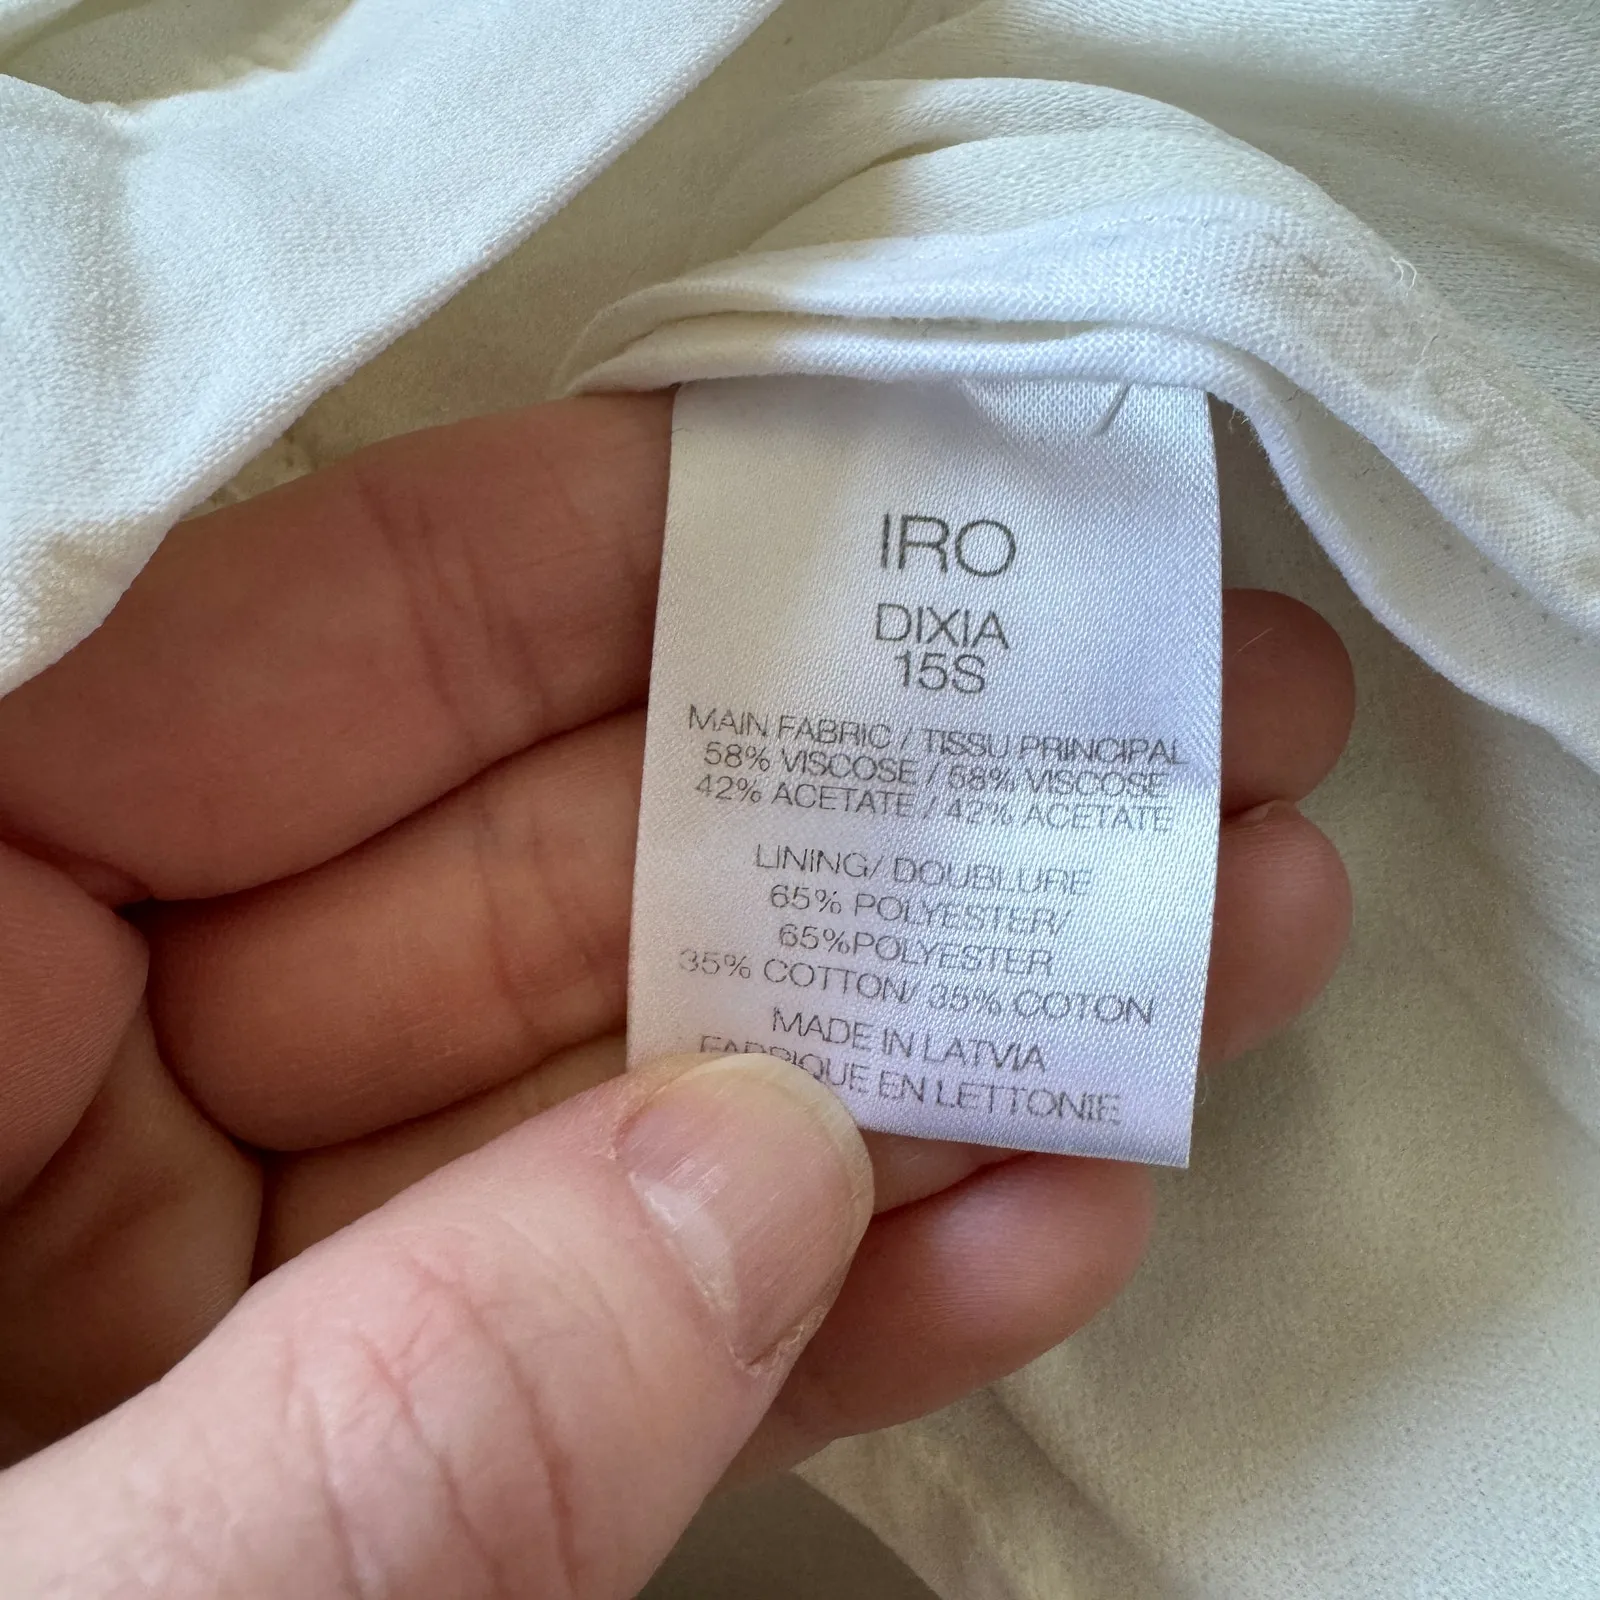 IRO
DIXIA
15S
MAIN FABRIC / TISSU PRINCIPAL
58% VISCOSE / 58% VISCOSE
42% ACETATE / 42% ACETATE
LINING/ DOUBLURE
65% POLYESTER/
65%POLYESTER
35% COTTON/ 35% COTON
MADE IN LATVIA
FABRIQUE EN LETTONIE